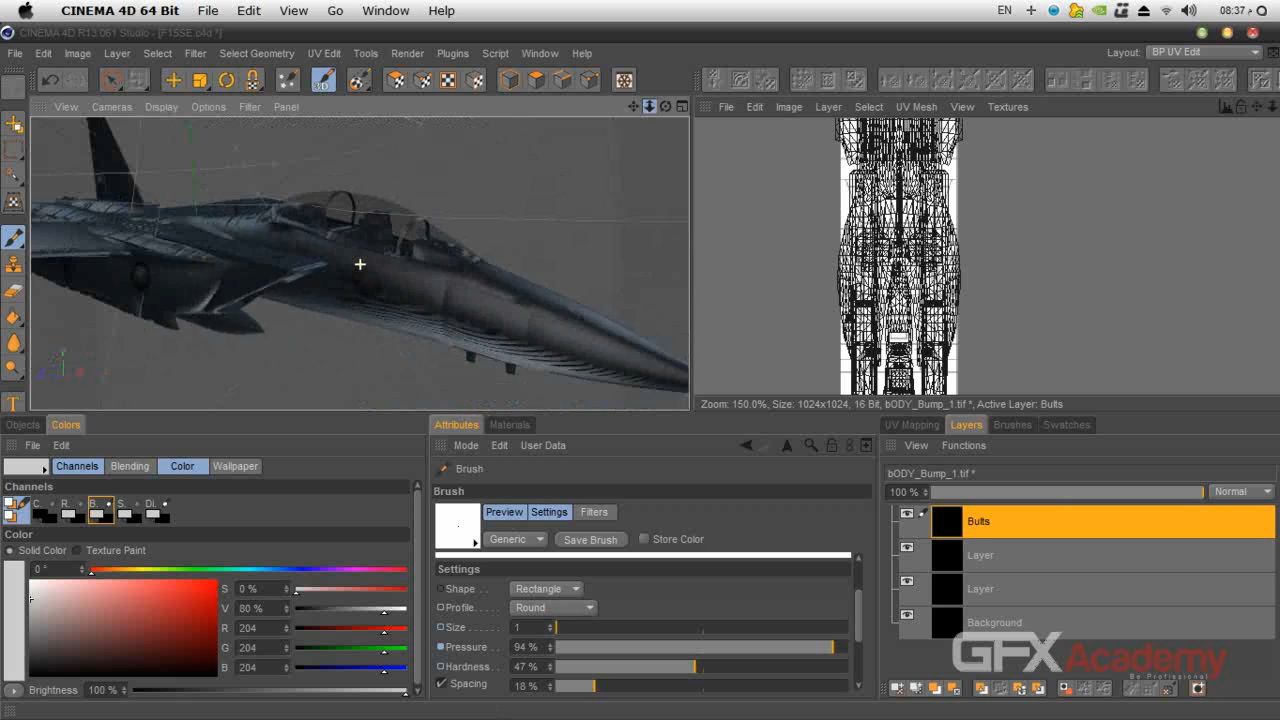 CINEMA 4D 64 Bit File Edit View Go Window Help EN 08:37 م
CINEMA 4D R13.061 Studio - [F15SE.c4d *]
File Edit Image Layer Select Filter Select Geometry UV Edit Tools Render Plugins Script Window Help Layout: BP UV Edit
3D
View Cameras Display Options Filter Panel
File Edit Image Layer Select UV Mesh View Textures
Zoom: 150.0%, Size: 1024x1024, 16 Bit, bODY_Bump_1.tif *, Active Layer: Bults
Objects Colors
File Edit
Channels Blending Color Wallpaper
Channels
C. R. B. S. Di.
Color
Solid Color Texture Paint
0 °
S 0 %
V 80 %
R 204
G 204
B 204
Brightness 100 %
Attributes Materials
Mode Edit User Data
Brush
Brush
Preview Settings Filters
Generic Save Brush Store Color
Settings
Shape . . Rectangle
Profile. . . . . Round
Size . . . . . 1
Pressure . . 94 %
Hardness. . 47 %
Spacing 18 %
UV Mapping Layers Brushes Swatches
View Functions
bODY_Bump_1.tif *
100 % Normal
Bults
Layer
Layer
Background
GFXAcademy
Be Profissional